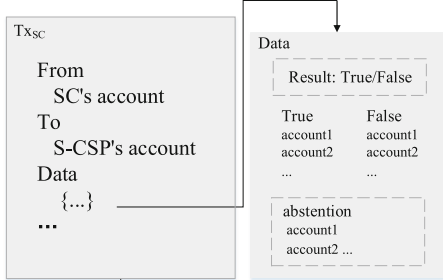 Tx_SC
From
SC's account
To
S-CSP's account
Data
{...}
...
Data
Result: True/False
True False
account1 account1
account2 account2
... ...
abstention
account1
account2 ...